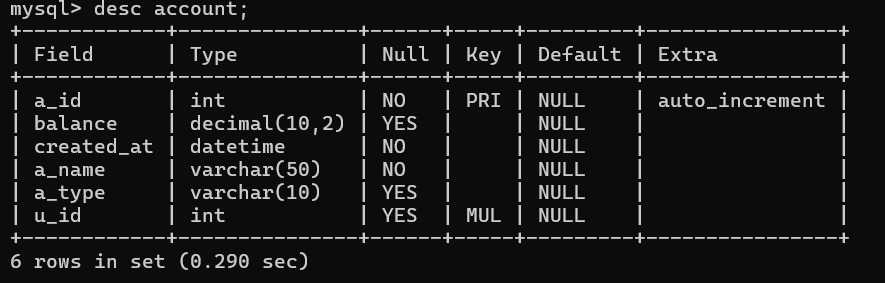 mysql> desc account;
+------------+---------------+------+-----+---------+----------------+
| Field      | Type          | Null | Key | Default | Extra          |
+------------+---------------+------+-----+---------+----------------+
| a_id       | int           | NO   | PRI | NULL    | auto_increment |
| balance    | decimal(10,2) | YES  |     | NULL    |                |
| created_at | datetime      | NO   |     | NULL    |                |
| a_name     | varchar(50)   | NO   |     | NULL    |                |
| a_type     | varchar(10)   | YES  |     | NULL    |                |
| u_id       | int           | YES  | MUL | NULL    |                |
+------------+---------------+------+-----+---------+----------------+
6 rows in set (0.290 sec)